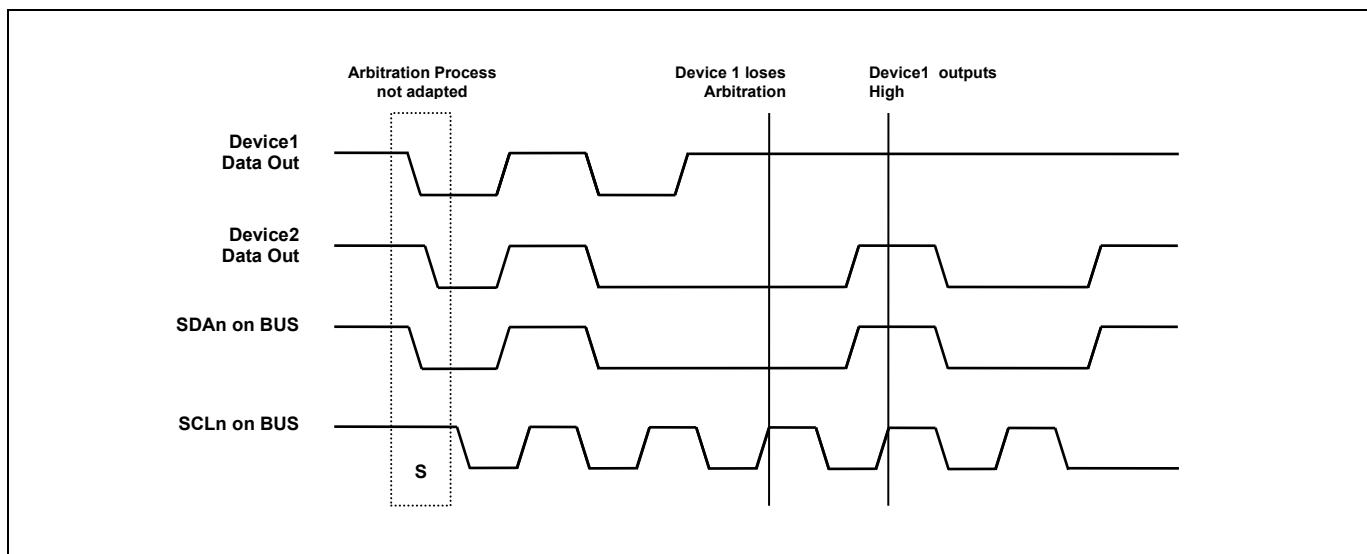 Arbitration Process
not adapted
Device 1 loses
Arbitration
Device1 outputs
High
Device1
Data Out
Device2
Data Out
SDAn on BUS
SCLn on BUS
S